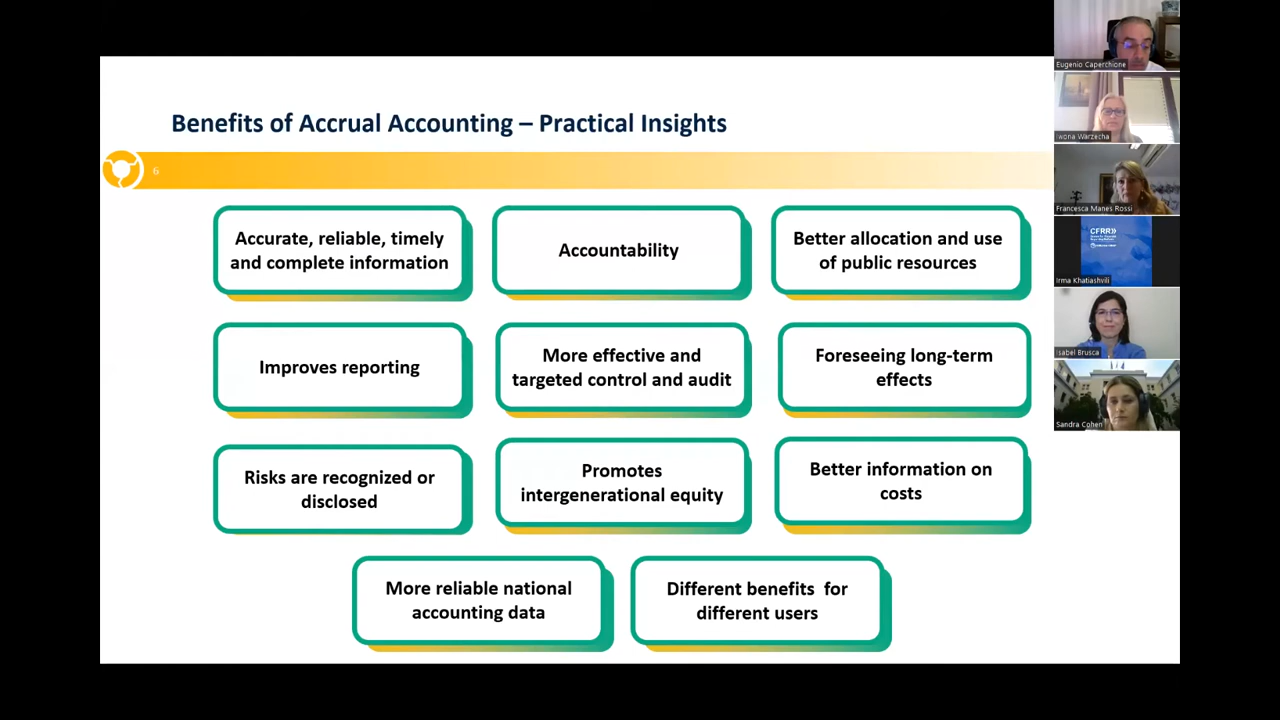 Benefits of Accrual Accounting – Practical Insights
6
Accurate, reliable, timely
and complete information
Accountability
Better allocation and use
of public resources
Improves reporting
More effective and
targeted control and audit
Foreseeing long-term
effects
Risks are recognized or
disclosed
Promotes
intergenerational equity
Better information on
costs
More reliable national
accounting data
Different benefits for
different users
Eugenio Caperchione
Iwona Warzecha
Francesca Manes Rossi
CFRR
Irma Khatiashvili
Isabel Brusca
Sandra Cohen